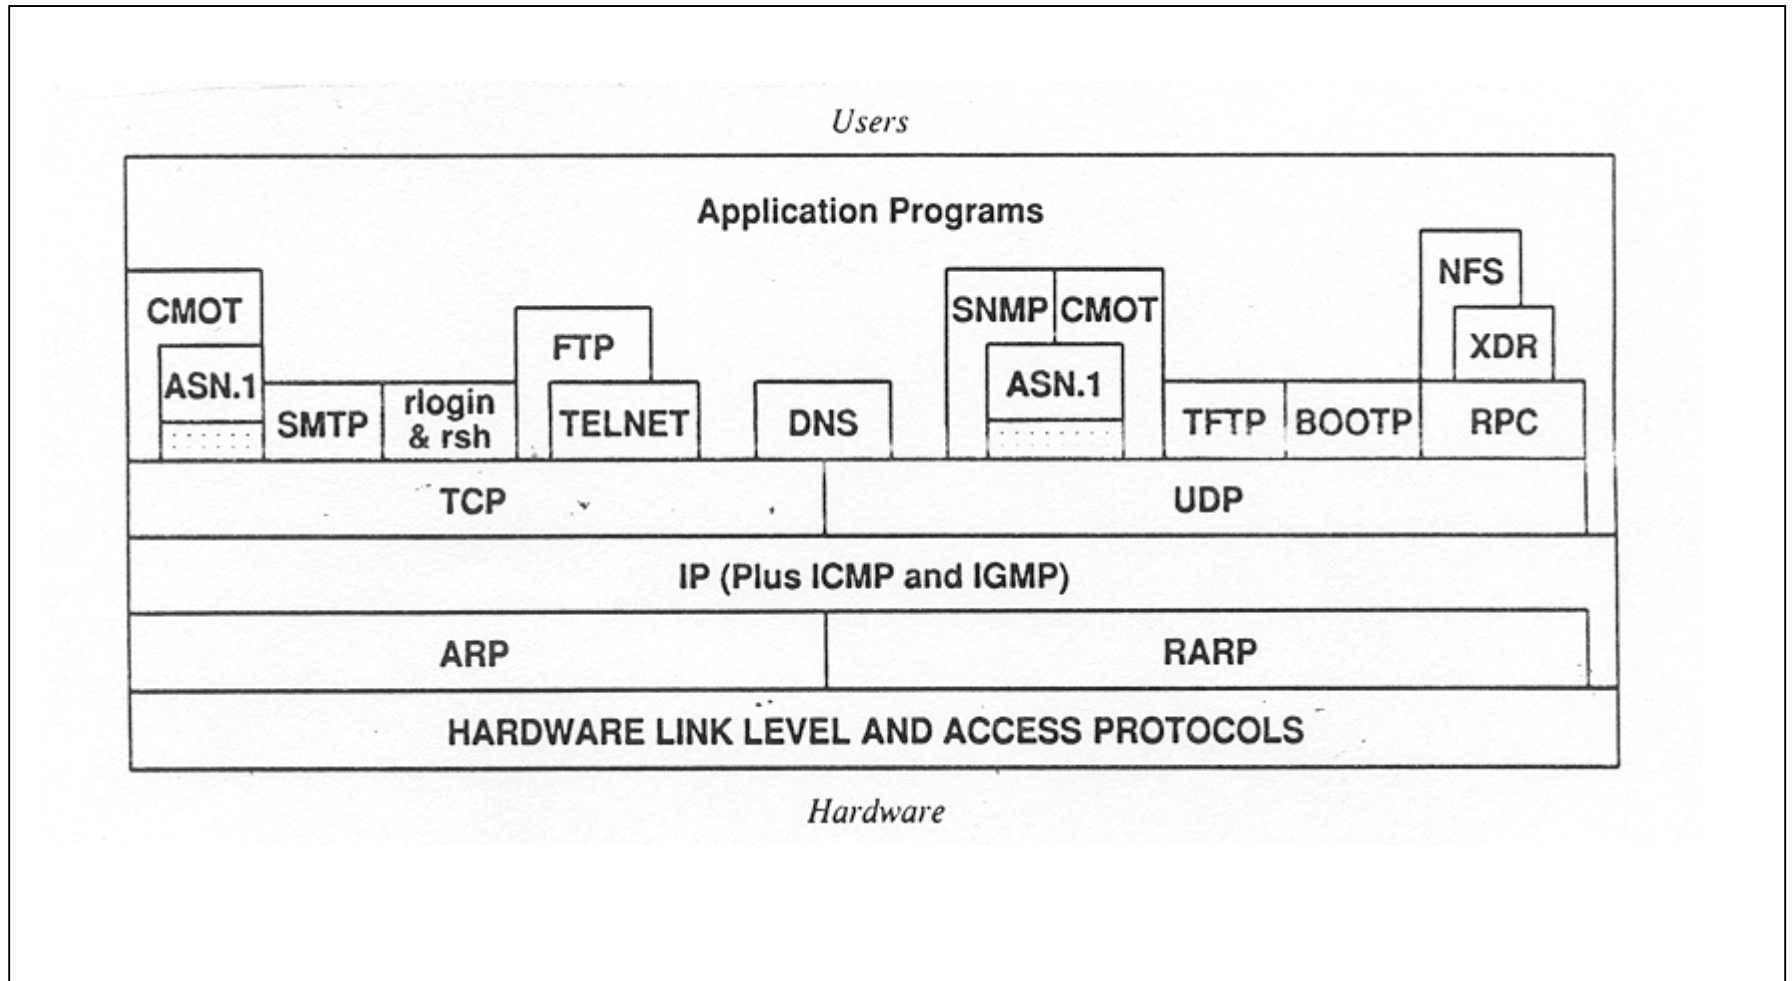 Users
Application Programs
NFS
CMOT
SNMP
CMOT
FTP
XDR
ASN.1
ASN.1
SMTP
rlogin
& rsh
TELNET
DNS
TFTP
BOOTP
RPC
TCP
UDP
IP (Plus ICMP and IGMP)
ARP
RARP
HARDWARE LINK LEVEL AND ACCESS PROTOCOLS
Hardware